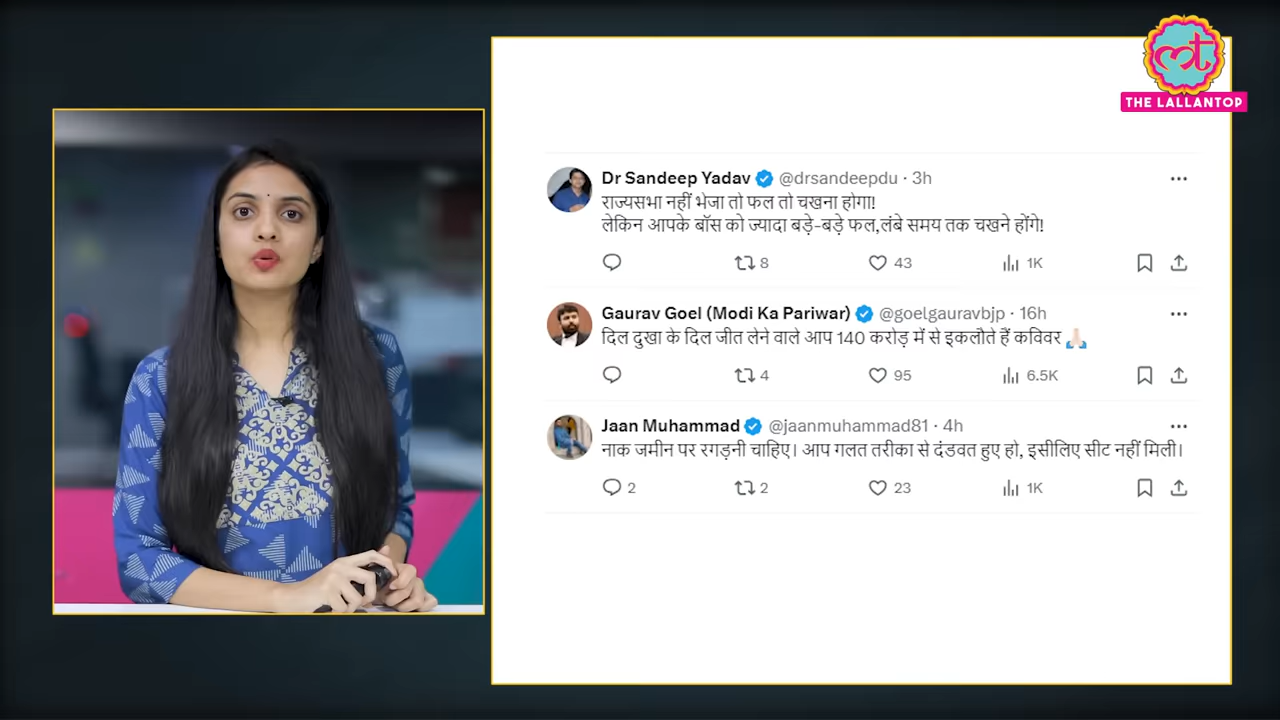 THE LALLANTOP
Dr Sandeep Yadav @drsandeepdu · 3h
राज्यसभा नहीं भेजा तो फल तो चखना होगा!
लेकिन आपके बॉस को ज्यादा बड़े-बड़े फल,लंबे समय तक चखने होंगे!
8 43 1K
Gaurav Goel (Modi Ka Pariwar) @goelgauravbjp · 16h
दिल दुखा के दिल जीत लेने वाले आप 140 करोड़ में से इकलौते हैं कविवर 🙏🏻
4 95 6.5K
Jaan Muhammad @jaanmuhammad81 · 4h
नाक जमीन पर रगड़नी चाहिए। आप गलत तरीका से दंडवत हुए हो, इसीलिए सीट नहीं मिली।
2 2 23 1K